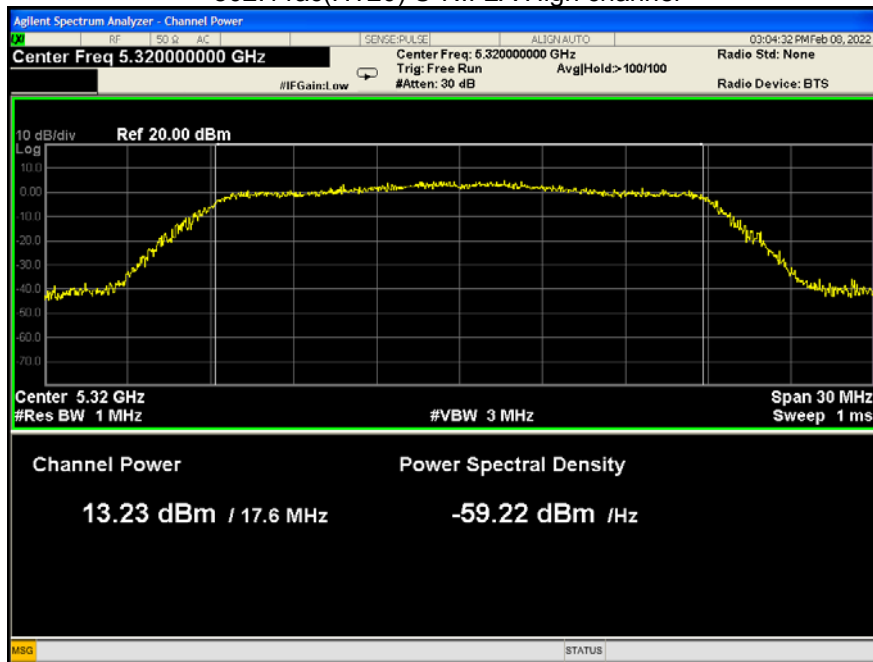 Agilent Spectrum Analyzer - Channel Power
RF 50 Ω AC SENSE:PULSE ALIGN AUTO 03:04:32 PM Feb 08, 2022
Center Freq 5.320000000 GHz Center Freq: 5.320000000 GHz Radio Std: None
Trig: Free Run Avg|Hold:>100/100
#IFGain:Low #Atten: 30 dB Radio Device: BTS
10 dB/div Ref 20.00 dBm
Log
10.0
0.00
-10.0
-20.0
-30.0
-40.0
-50.0
-60.0
-70.0
Center 5.32 GHz Span 30 MHz
#Res BW 1 MHz #VBW 3 MHz Sweep 1 ms
Channel Power Power Spectral Density
13.23 dBm / 17.6 MHz -59.22 dBm /Hz
MSG STATUS